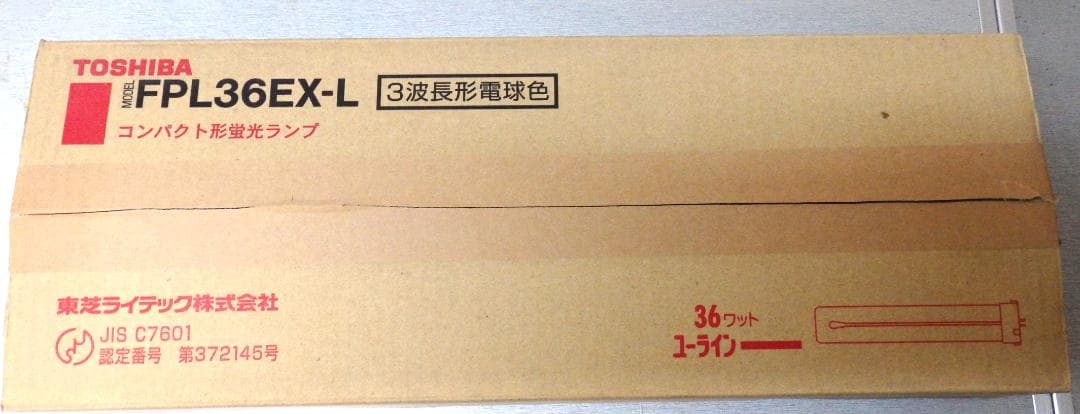 TOSHIBA
MODEL FPL36EX-L 3波長形電球色
コンパクト形蛍光ランプ
東芝ライテック株式会社
JIS C7601
認定番号 第372145号
36ワット
ユーライン